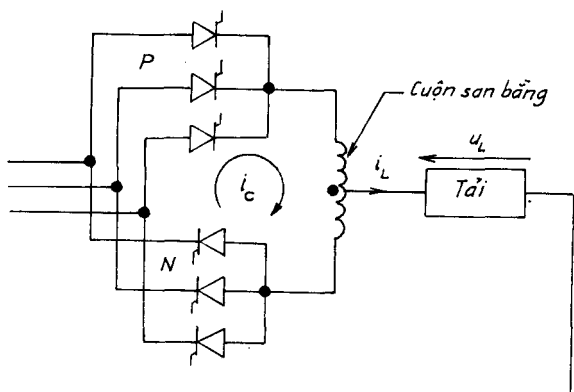 P
Cuộn san bằng
u_L
i_L
Tải
i_c
N